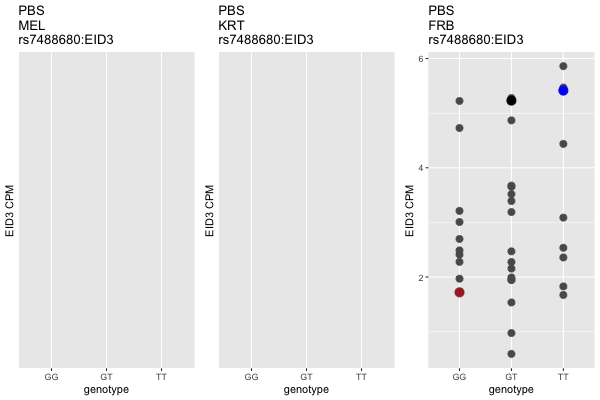 PBS
MEL
rs7488680:EID3
EID3 CPM
GG GT TT
genotype
PBS
KRT
rs7488680:EID3
EID3 CPM
GG GT TT
genotype
PBS
FRB
rs7488680:EID3
EID3 CPM
6
4
2
GG GT TT
genotype